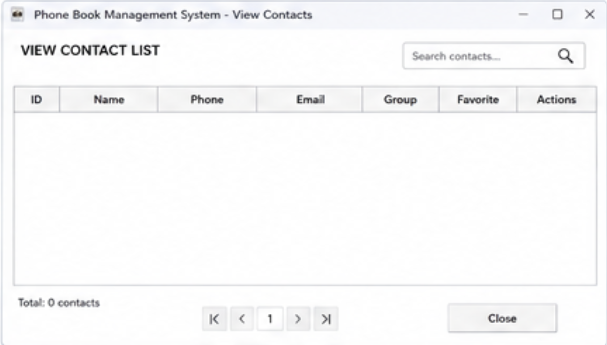 Phone Book Management System - View Contacts
VIEW CONTACT LIST
Search contacts...
ID Name Phone Email Group Favorite Actions
Total: 0 contacts
1
Close